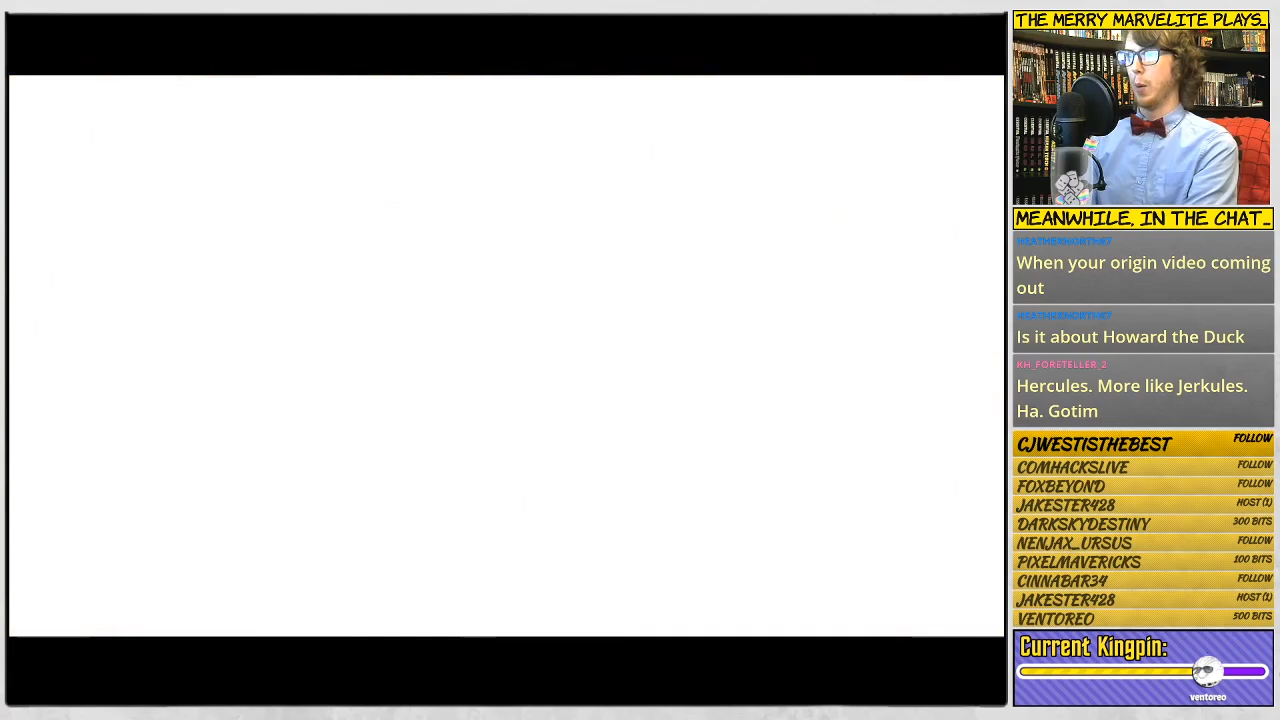 THE MERRY MARVELITE PLAYS...
MEANWHILE, IN THE CHAT...
HEATHERNORTH87
When your origin video coming
out
HEATHERNORTH87
Is it about Howard the Duck
KH_FORETELLER_2
Hercules. More like Jerkules.
Ha. Gotim
CJWESTISTHEBEST FOLLOW
COMHACKSLIVE FOLLOW
FOXBEYOND FOLLOW
JAKESTER428 HOST (1)
DARKSKYDESTINY 300 BITS
NENJAX_URSUS FOLLOW
PIXELMAVERICKS 100 BITS
CINNABAR34 FOLLOW
JAKESTER428 HOST (1)
VENTOREO 500 BITS
Current Kingpin:
ventoreo